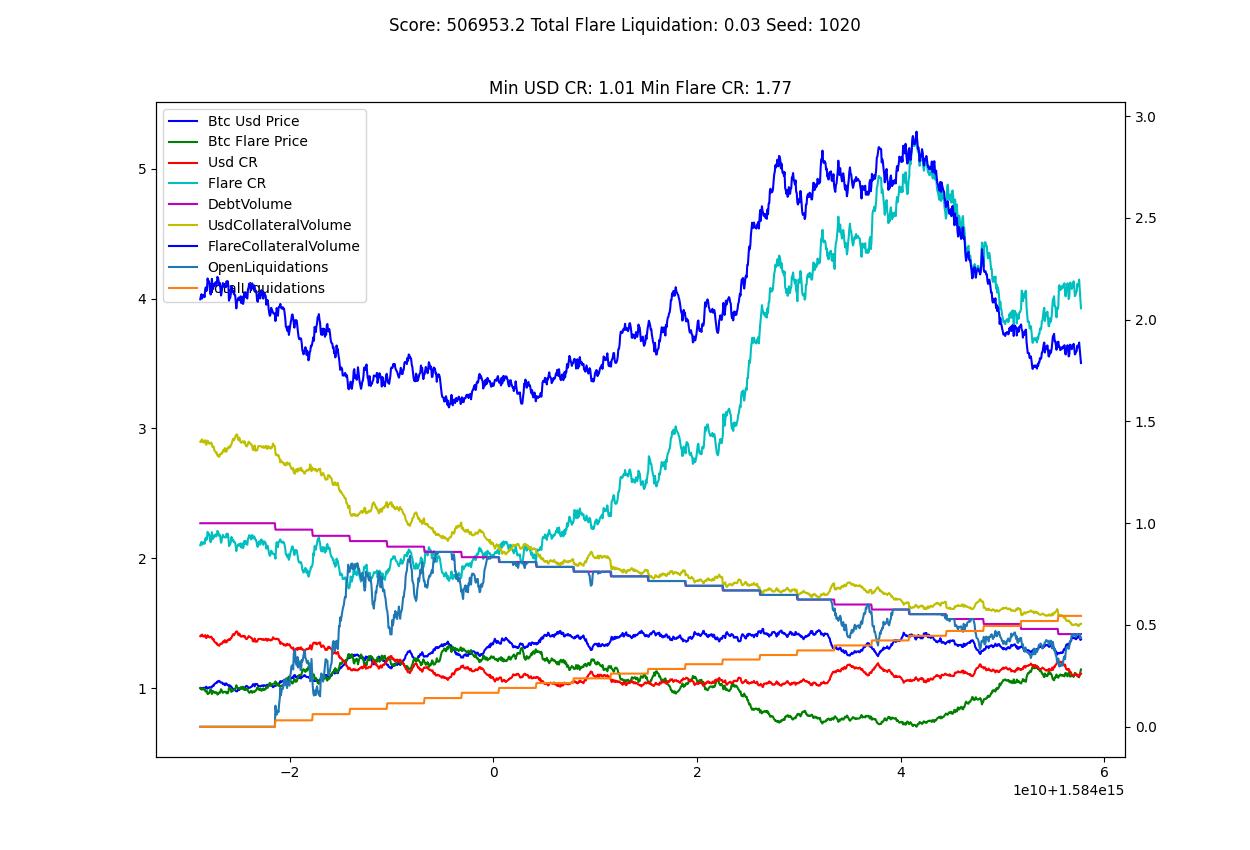 Score: 506953.2 Total Flare Liquidation: 0.03 Seed: 1020
Min USD CR: 1.01 Min Flare CR: 1.77
Btc Usd Price
Btc Flare Price
Usd CR
Flare CR
DebtVolume
UsdCollateralVolume
FlareCollateralVolume
OpenLiquidations
TotalLiquidations
5
4
3
2
1
3.0
2.5
2.0
1.5
1.0
0.5
0.0
−2 0 2 4 6
1e10+1.584e15